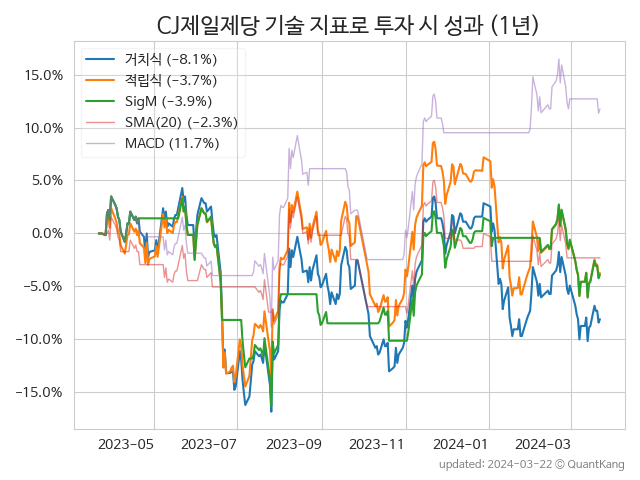 CJ제일제당 기술 지표로 투자 시 성과 (1년)
거치식 (−8.1%)
적립식 (−3.7%)
SigM (−3.9%)
SMA(20) (−2.3%)
MACD (11.7%)
15.0%
10.0%
5.0%
0.0%
−5.0%
−10.0%
−15.0%
2023-05 2023-07 2023-09 2023-11 2024-01 2024-03
updated: 2024-03-22 © QuantKang